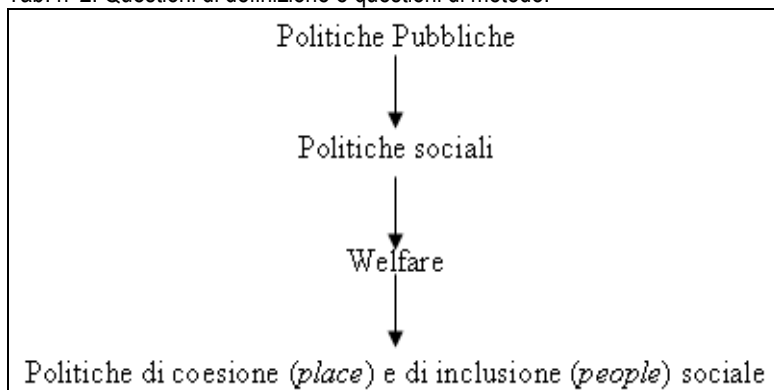 Tab. n° 2. Questioni di definizione e questioni di metodo.
Politiche Pubbliche
Politiche sociali
Welfare
Politiche di coesione (place) e di inclusione (people) sociale